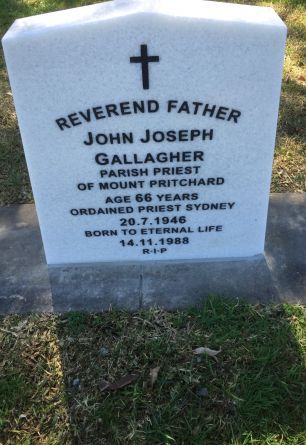 REVEREND FATHER
JOHN JOSEPH
GALLAGHER
PARISH PRIEST
OF MOUNT PRITCHARD
AGE 66 YEARS
ORDAINED PRIEST SYDNEY
20.7.1946
BORN TO ETERNAL LIFE
14.11.1988
R·I·P